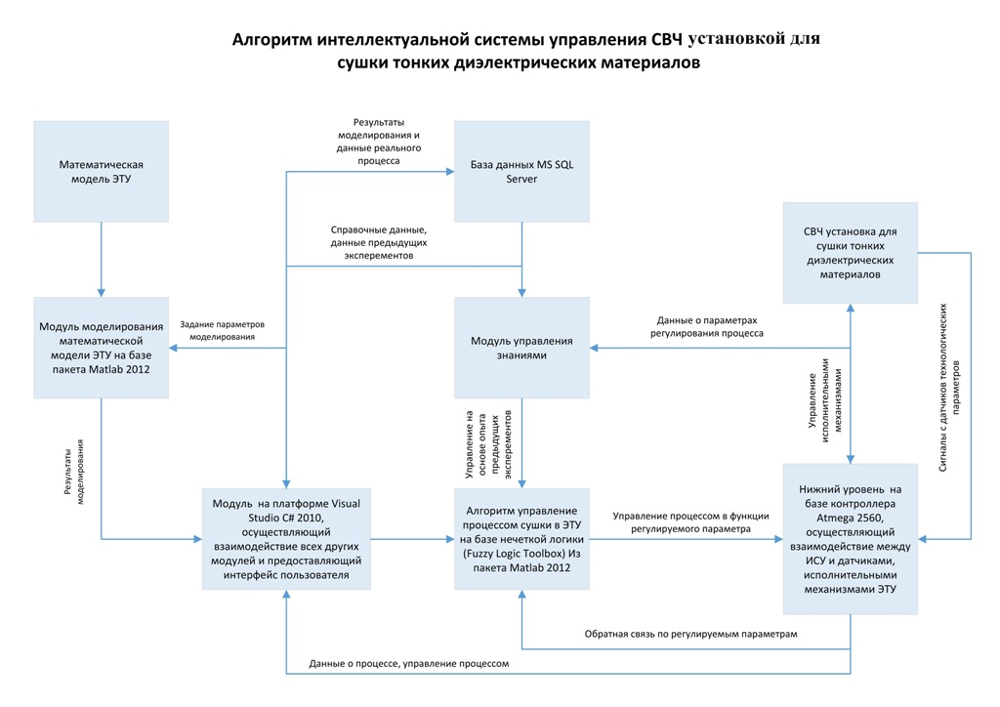 Алгоритм интеллектуальной системы управления СВЧ установкой для
сушки тонких диэлектрических материалов
Результаты
моделирования и
данные реального
процесса
Математическая
модель ЭТУ
База данных MS SQL
Server
Справочные данные,
данные предыдущих
эксперементов
СВЧ установка для
сушки тонких
диэлектрических
материалов
Модуль моделирования
математической
модели ЭТУ на базе
пакета Matlab 2012
Задание параметров
моделирования
Модуль управления
знаниями
Данные о параметрах
регулирования процесса
Управление
исполнительными
механизмами
Сигналы с датчиков технологических
параметров
Результаты
моделирования
Управление на
основе опыта
предыдущих
эксперементов
Модуль на платформе Visual
Studio C# 2010,
осуществляющий
взаимодействие всех других
модулей и предоставляющий
интерфейс пользователя
Алгоритм управление
процессом сушки в ЭТУ
на базе нечеткой логики
(Fuzzy Logic Toolbox) Из
пакета Matlab 2012
Управление процессом в функции
регулируемого параметра
Нижний уровень на
базе контроллера
Atmega 2560,
осуществляющий
взаимодействие между
ИСУ и датчиками,
исполнительными
механизмами ЭТУ
Обратная связь по регулируемым параметрам
Данные о процессе, управление процессом